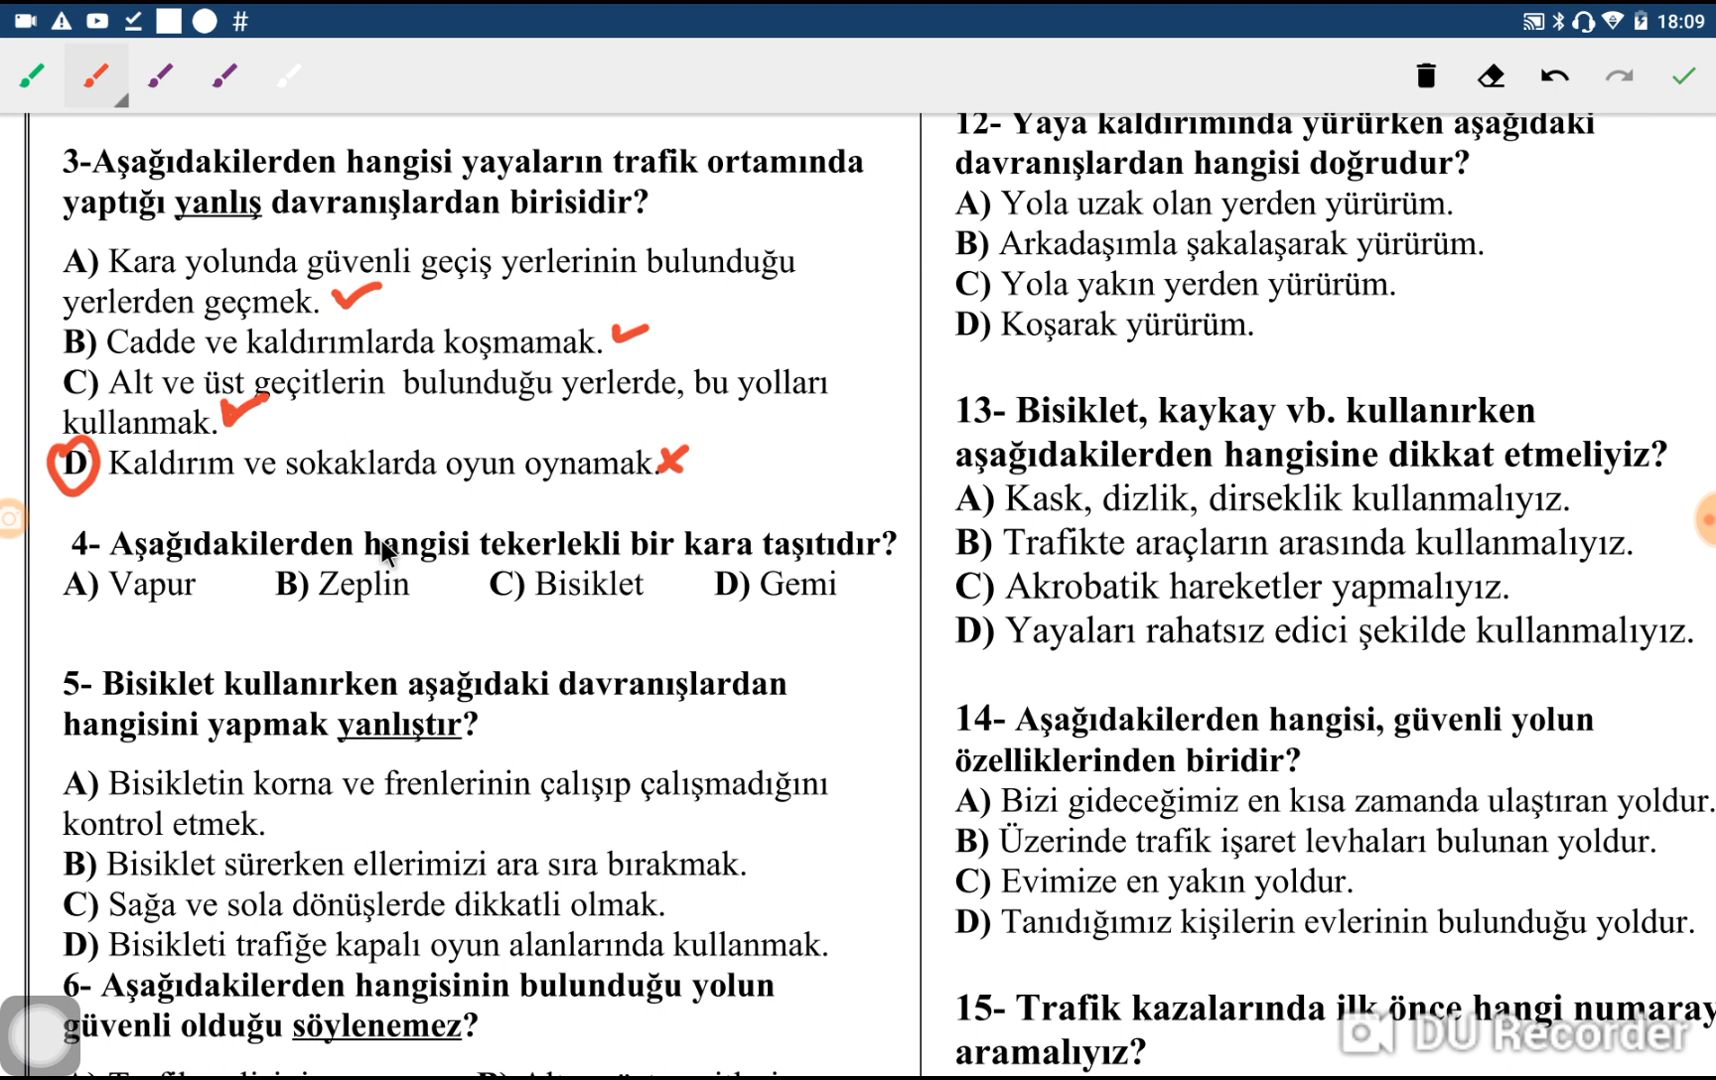 18:09
3-Aşağıdakilerden hangisi yayaların trafik ortamında
yaptığı yanlış davranışlardan birisidir?
A) Kara yolunda güvenli geçiş yerlerinin bulunduğu
yerlerden geçmek.
B) Cadde ve kaldırımlarda koşmamak.
C) Alt ve üst geçitlerin bulunduğu yerlerde, bu yolları
kullanmak.
D) Kaldırım ve sokaklarda oyun oynamak.
4- Aşağıdakilerden hangisi tekerlekli bir kara taşıtıdır?
A) Vapur B) Zeplin C) Bisiklet D) Gemi
5- Bisiklet kullanırken aşağıdaki davranışlardan
hangisini yapmak yanlıştır?
A) Bisikletin korna ve frenlerinin çalışıp çalışmadığını
kontrol etmek.
B) Bisiklet sürerken ellerimizi ara sıra bırakmak.
C) Sağa ve sola dönüşlerde dikkatli olmak.
D) Bisikleti trafiğe kapalı oyun alanlarında kullanmak.
6- Aşağıdakilerden hangisinin bulunduğu yolun
güvenli olduğu söylenemez?
12- Yaya kaldırımında yürürken aşağıdaki
davranışlardan hangisi doğrudur?
A) Yola uzak olan yerden yürürüm.
B) Arkadaşımla şakalaşarak yürürüm.
C) Yola yakın yerden yürürüm.
D) Koşarak yürürüm.
13- Bisiklet, kaykay vb. kullanırken
aşağıdakilerden hangisine dikkat etmeliyiz?
A) Kask, dizlik, dirseklik kullanmalıyız.
B) Trafikte araçların arasında kullanmalıyız.
C) Akrobatik hareketler yapmalıyız.
D) Yayaları rahatsız edici şekilde kullanmalıyız.
14- Aşağıdakilerden hangisi, güvenli yolun
özelliklerinden biridir?
A) Bizi gideceğimiz en kısa zamanda ulaştıran yoldur.
B) Üzerinde trafik işaret levhaları bulunan yoldur.
C) Evimize en yakın yoldur.
D) Tanıdığımız kişilerin evlerinin bulunduğu yoldur.
15- Trafik kazalarında ilk önce hangi numaray
aramalıyız?
DU Recorder